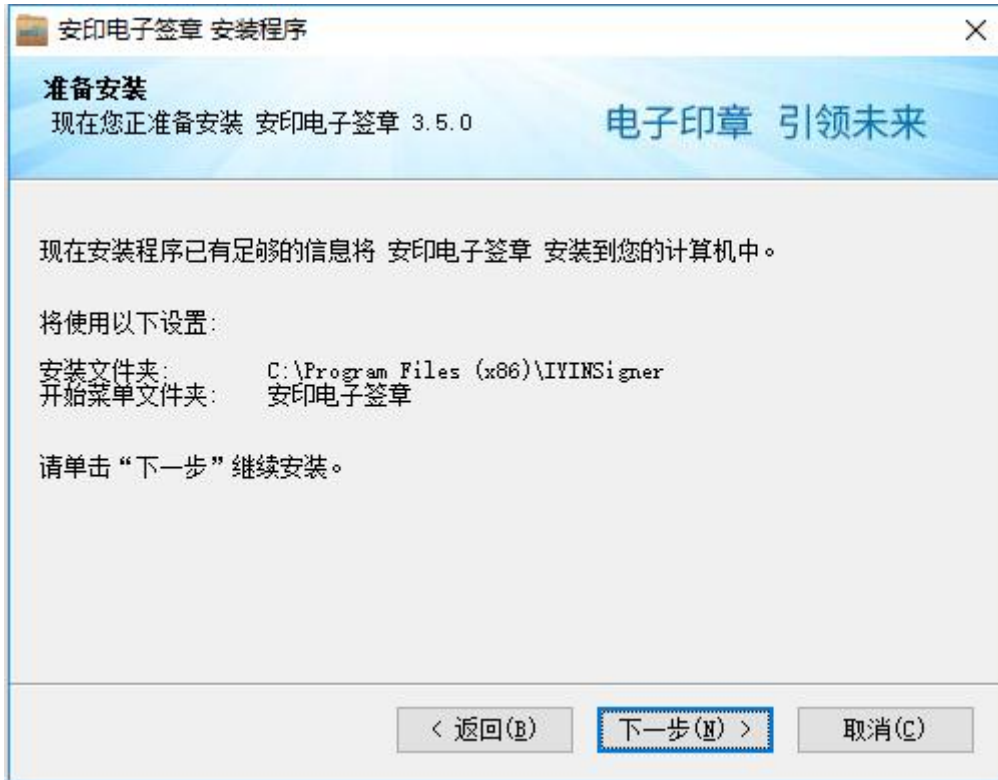 安印电子签章 安装程序
准备安装
现在您正准备安装 安印电子签章 3.5.0
电子印章 引领未来
现在安装程序已有足够的信息将 安印电子签章 安装到您的计算机中。
将使用以下设置:
安装文件夹: C:\Program Files (x86)\IYINSigner
开始菜单文件夹: 安印电子签章
请单击“下一步”继续安装。
< 返回(B) 下一步(N) > 取消(C)